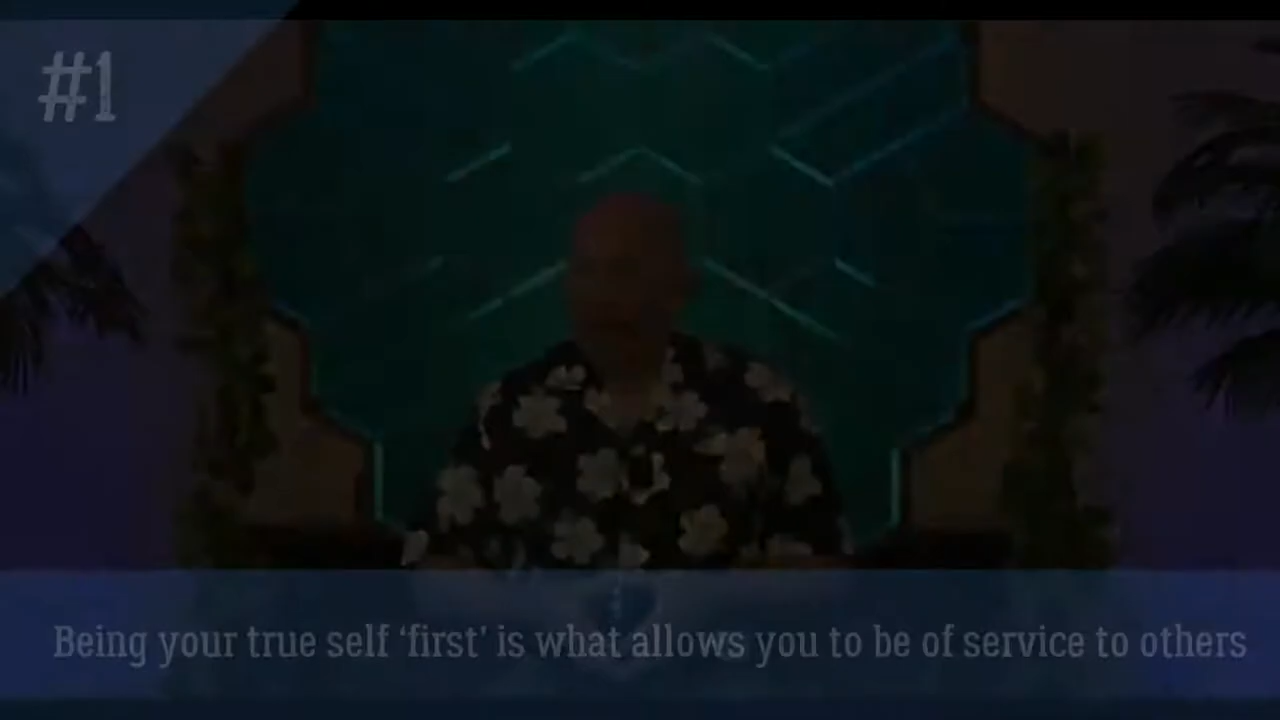 #1
Being your true self ‘first’ is what allows you to be of service to others